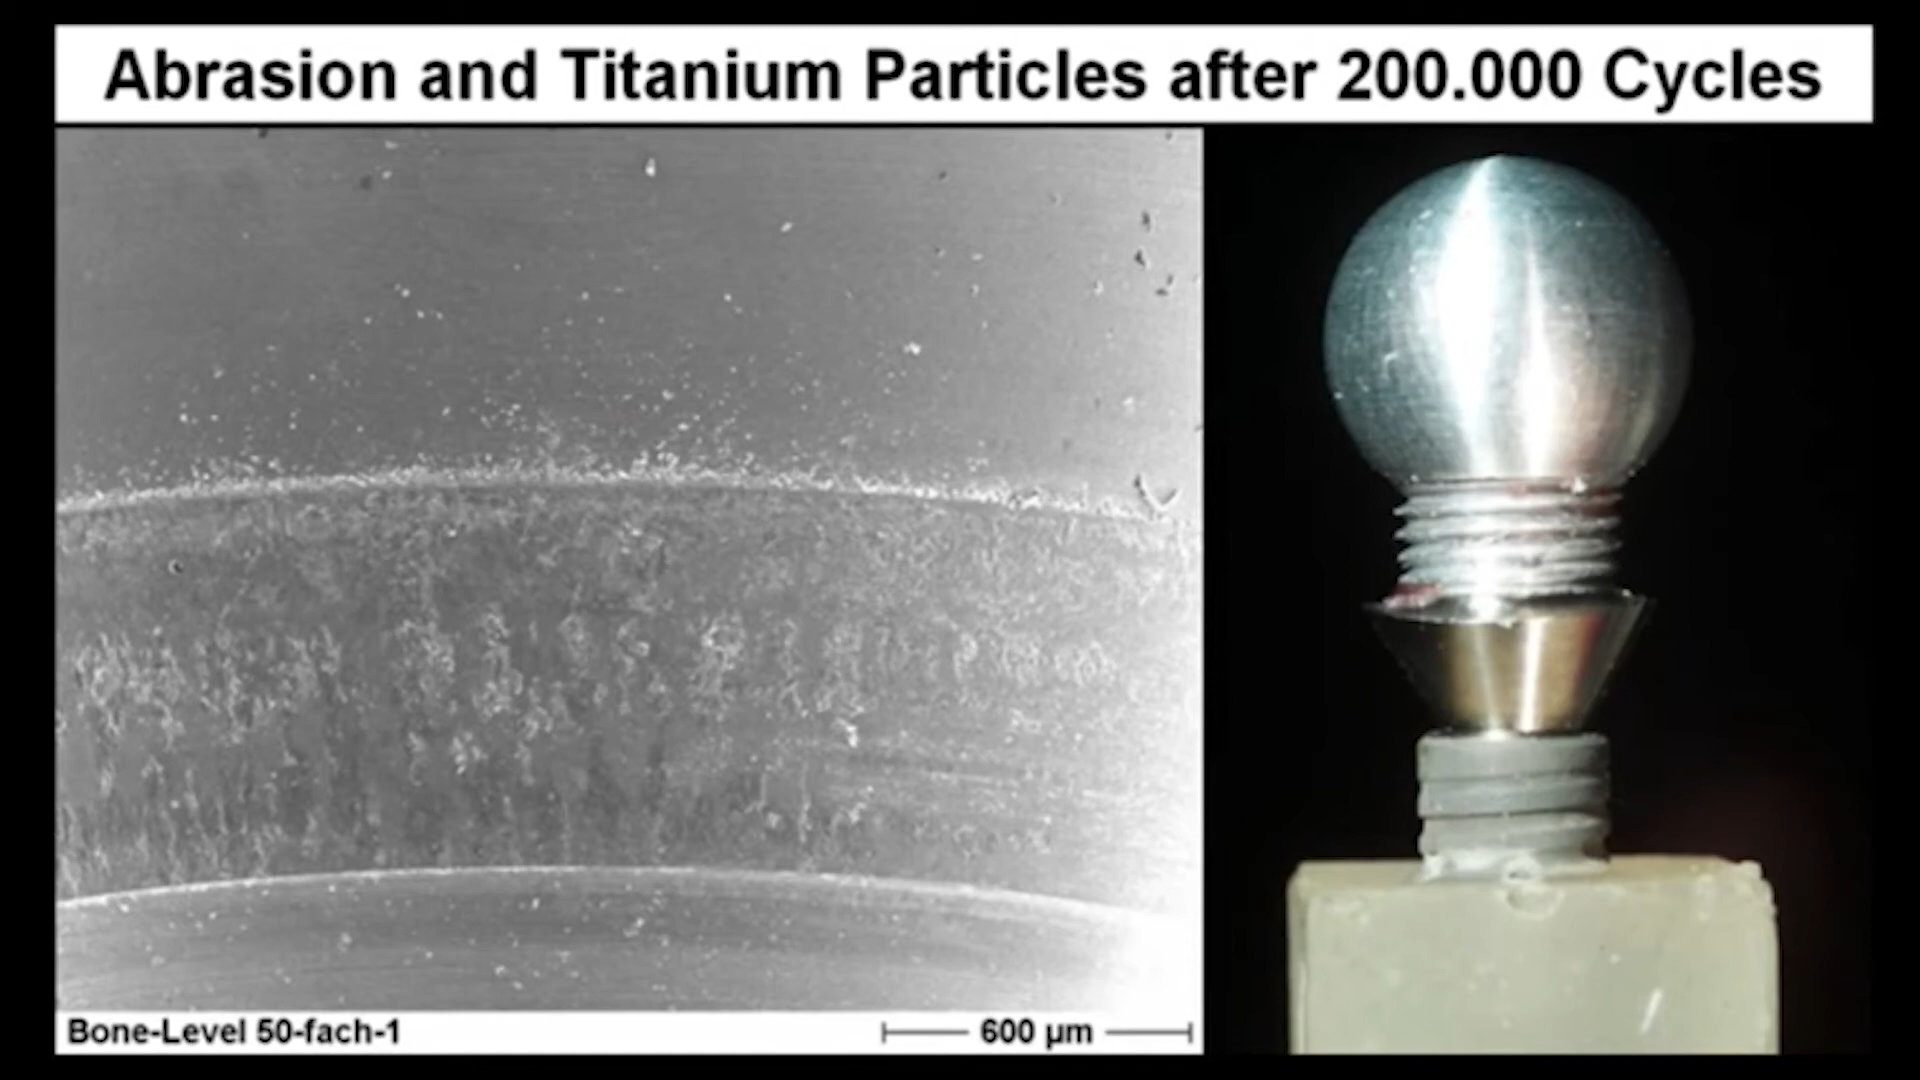 Abrasion and Titanium Particles after 200.000 Cycles
Bone-Level 50-fach-1
600 µm